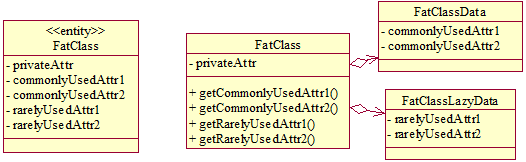 <<entity>>
FatClass
- privateAttr
- commonlyUsedAttr1
- commonlyUsedAttr2
- rarelyUsedAttr1
- rarelyUsedAttr2
FatClass
- privateAttr
+ getCommonlyUsedAttr1()
+ getCommonlyUsedAttr2()
+ getRarelyUsedAttr1()
+ getRarelyUsedAttr2()
FatClassData
- commonlyUsedAttr1
- commonlyUsedAttr2
FatClassLazyData
- rarelyUsedAttr1
- rarelyUsedAttr2